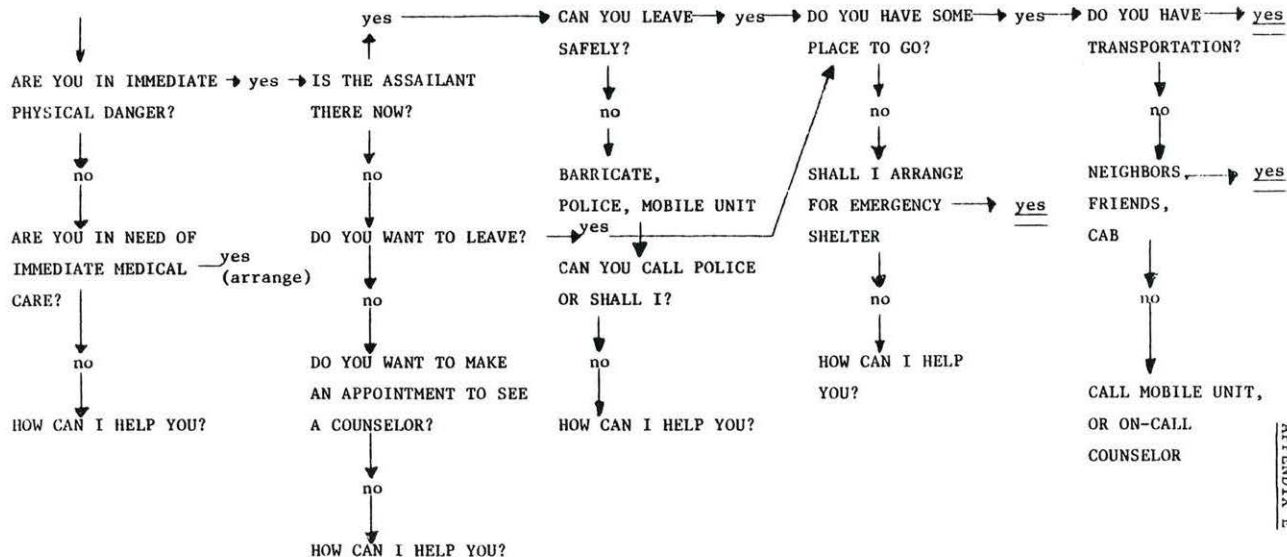 yes
CAN YOU LEAVE
SAFELY?
yes
DO YOU HAVE SOME
PLACE TO GO?
yes
DO YOU HAVE
TRANSPORTATION?
yes
ARE YOU IN IMMEDIATE
PHYSICAL DANGER?
yes
IS THE ASSAILANT
THERE NOW?
no
no
no
no
BARRICATE,
POLICE, MOBILE UNIT
SHALL I ARRANGE
FOR EMERGENCY
SHELTER
yes
NEIGHBORS,
FRIENDS,
CAB
yes
ARE YOU IN NEED OF
IMMEDIATE MEDICAL
CARE?
yes
(arrange)
no
DO YOU WANT TO LEAVE?
yes
CAN YOU CALL POLICE
OR SHALL I?
no
no
no
DO YOU WANT TO MAKE
AN APPOINTMENT TO SEE
A COUNSELOR?
no
HOW CAN I HELP
YOU?
no
HOW CAN I HELP YOU?
HOW CAN I HELP YOU?
CALL MOBILE UNIT,
OR ON-CALL
COUNSELOR
no
HOW CAN I HELP YOU?
APPENDIX E